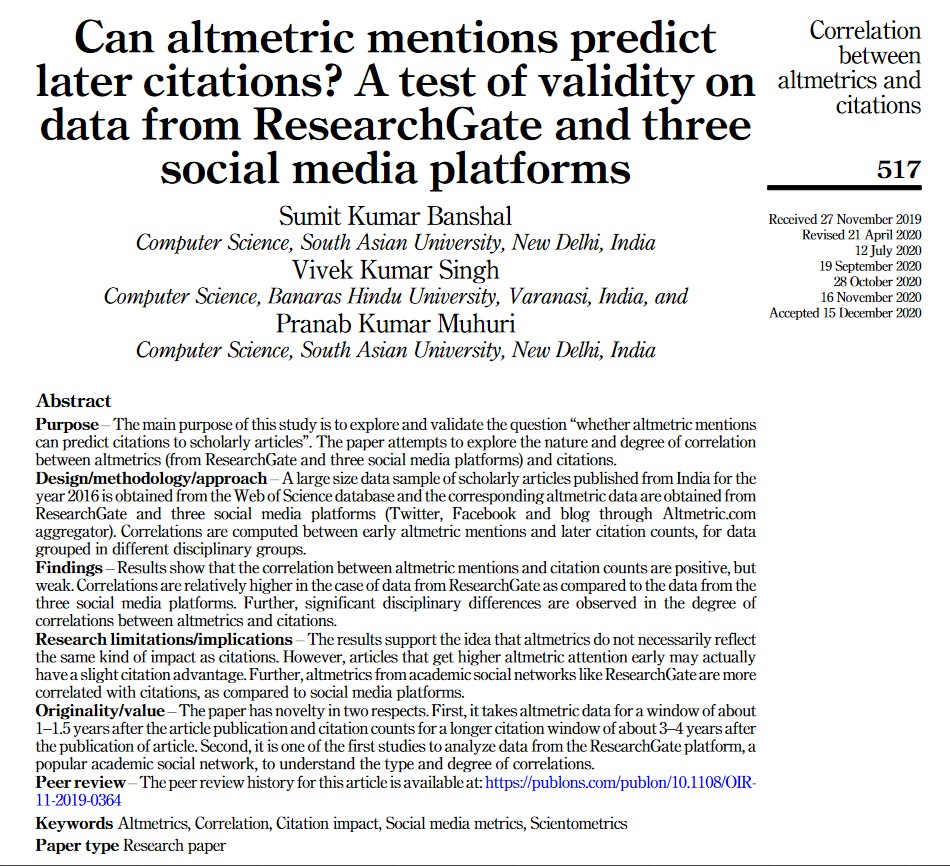 Can altmetric mentions predict
later citations? A test of validity on
data from ResearchGate and three
social media platforms
Sumit Kumar Banshal
Computer Science, South Asian University, New Delhi, India
Vivek Kumar Singh
Computer Science, Banaras Hindu University, Varanasi, India, and
Pranab Kumar Muhuri
Computer Science, South Asian University, New Delhi, India
Correlation
between
altmetrics and
citations
517
Received 27 November 2019
Revised 21 April 2020
12 July 2020
19 September 2020
28 October 2020
16 November 2020
Accepted 15 December 2020
Abstract
Purpose – The main purpose of this study is to explore and validate the question “whether altmetric mentions
can predict citations to scholarly articles”. The paper attempts to explore the nature and degree of correlation
between altmetrics (from ResearchGate and three social media platforms) and citations.
Design/methodology/approach – A large size data sample of scholarly articles published from India for the
year 2016 is obtained from the Web of Science database and the corresponding altmetric data are obtained from
ResearchGate and three social media platforms (Twitter, Facebook and blog through Altmetric.com
aggregator). Correlations are computed between early altmetric mentions and later citation counts, for data
grouped in different disciplinary groups.
Findings – Results show that the correlation between altmetric mentions and citation counts are positive, but
weak. Correlations are relatively higher in the case of data from ResearchGate as compared to the data from the
three social media platforms. Further, significant disciplinary differences are observed in the degree of
correlations between altmetrics and citations.
Research limitations/implications – The results support the idea that altmetrics do not necessarily reflect
the same kind of impact as citations. However, articles that get higher altmetric attention early may actually
have a slight citation advantage. Further, altmetrics from academic social networks like ResearchGate are more
correlated with citations, as compared to social media platforms.
Originality/value – The paper has novelty in two respects. First, it takes altmetric data for a window of about
1–1.5 years after the article publication and citation counts for a longer citation window of about 3–4 years after
the publication of article. Second, it is one of the first studies to analyze data from the ResearchGate platform, a
popular academic social network, to understand the type and degree of correlations.
Peer review – The peer review history for this article is available at: https://publons.com/publon/10.1108/OIR-
11-2019-0364
Keywords Altmetrics, Correlation, Citation impact, Social media metrics, Scientometrics
Paper type Research paper